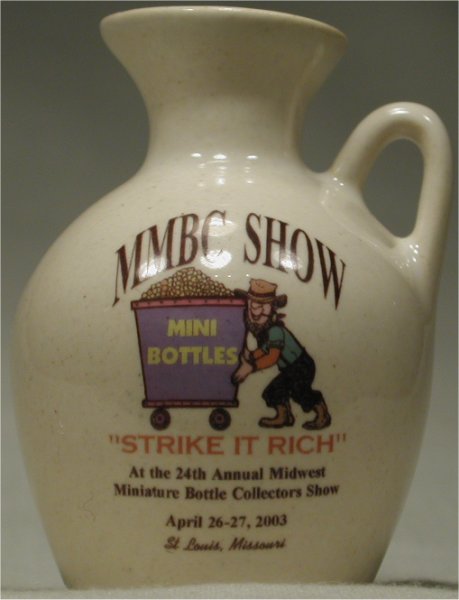 MMBC SHOW
MINI
BOTTLES
"STRIKE IT RICH"
At the 24th Annual Midwest
Miniature Bottle Collectors Show
April 26-27, 2003
St Louis, Missouri